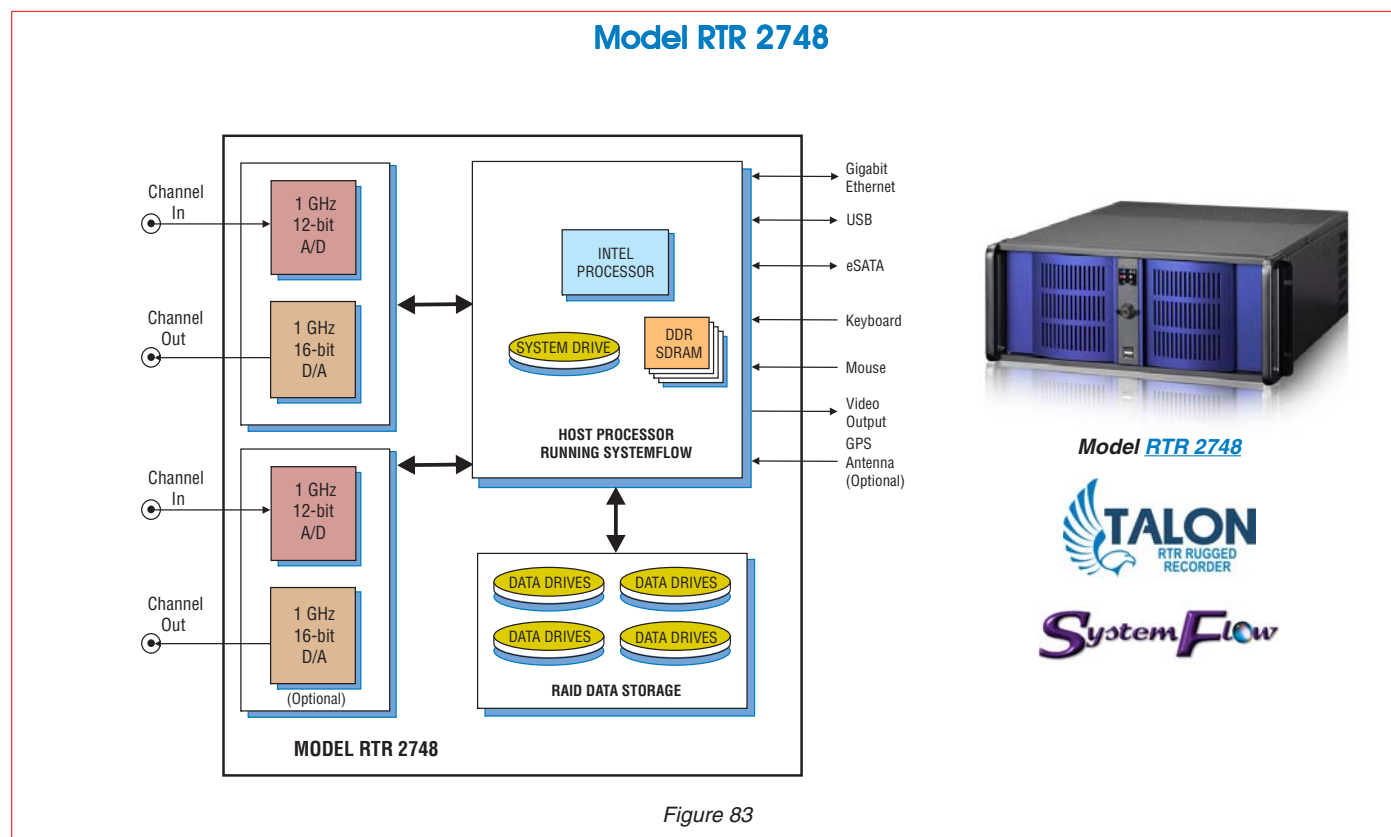 Model RTR 2748
Channel
In
1 GHz
12-bit
A/D
Channel
Out
1 GHz
16-bit
D/A
Channel
In
1 GHz
12-bit
A/D
Channel
Out
1 GHz
16-bit
D/A
(Optional)
INTEL
PROCESSOR
SYSTEM DRIVE
DDR
SDRAM
HOST PROCESSOR
RUNNING SYSTEMFLOW
DATA DRIVES
DATA DRIVES
DATA DRIVES
DATA DRIVES
RAID DATA STORAGE
MODEL RTR 2748
Gigabit
Ethernet
USB
eSATA
Keyboard
Mouse
Video
Output
GPS
Antenna
(Optional)
Model RTR 2748
TALON
RTR RUGGED
RECORDER
SystemFlow
Figure 83